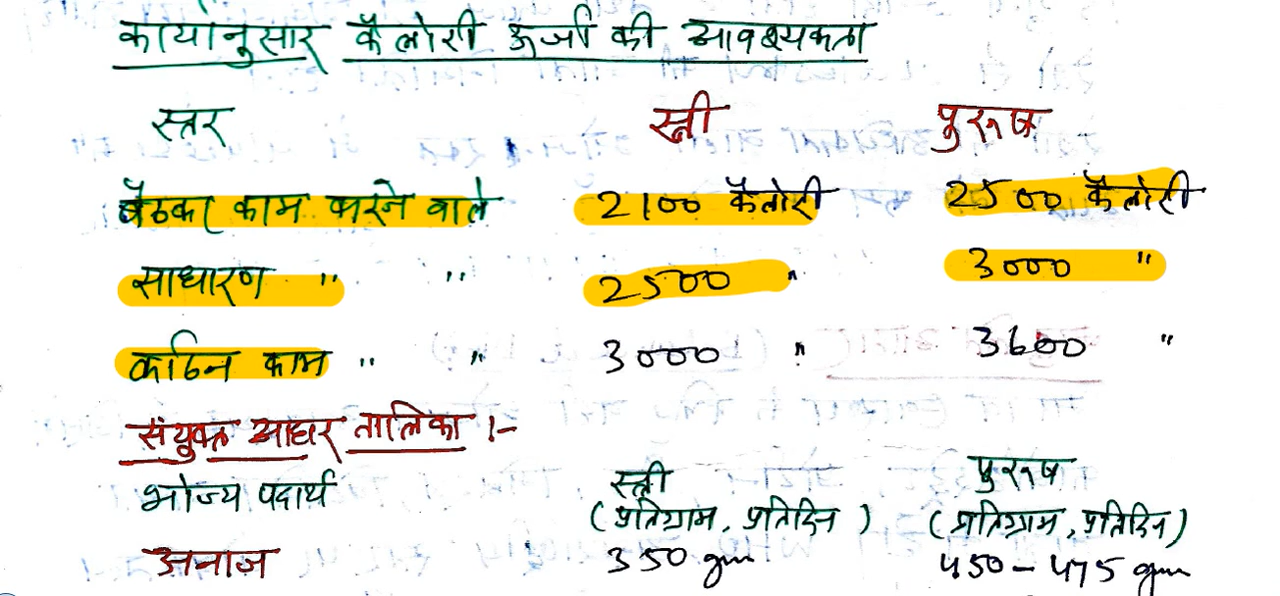 कार्यानुसार कैलोरी ऊर्जा की आवश्यकता
स्तर स्त्री पुरुष
बैठका काम करने वाले 2100 कैलोरी 2500 कैलोरी
साधारण " " 2500 " 3000 "
कठिन काम " " 3000 " 3600 "
संयुक्त आहार तालिका :-
भोज्य पदार्थ स्त्री पुरुष
(प्रतिग्राम, प्रतिदिन) (प्रतिग्राम, प्रतिदिन)
अनाज 350 gm 450 - 475 gm